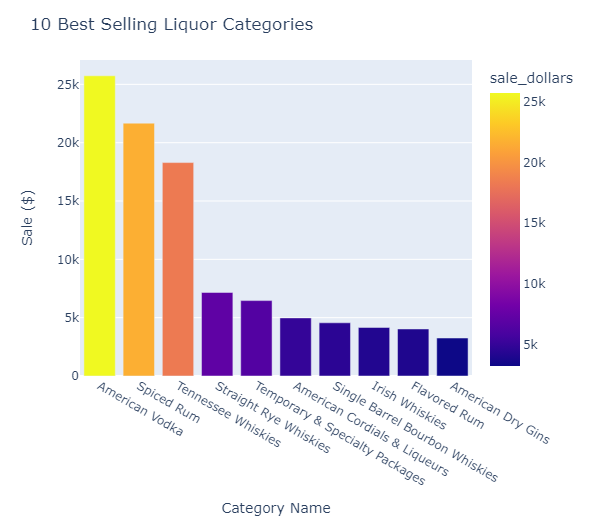 10 Best Selling Liquor Categories
sale_dollars
25k
20k
15k
10k
5k
0
Sale ($)
25k
20k
15k
10k
5k
American Vodka
Spiced Rum
Tennessee Whiskies
Straight Rye Whiskies
Temporary & Specialty Packages
American Cordials & Liqueurs
Single Barrel Bourbon Whiskies
Irish Whiskies
Flavored Rum
American Dry Gins
Category Name